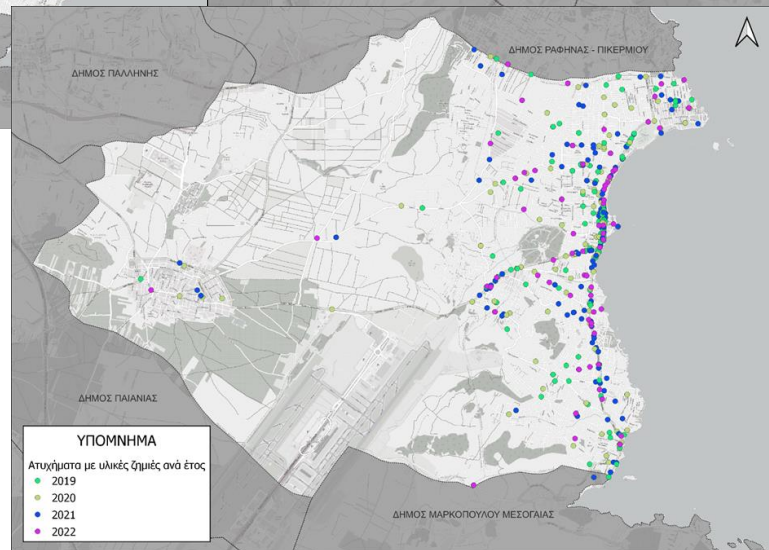 ΔΗΜΟΣ ΡΑΦΗΝΑΣ - ΠΙΚΕΡΜΙΟΥ
ΔΗΜΟΣ ΠΑΛΛΗΝΗΣ
ΔΗΜΟΣ ΠΑΙΑΝΙΑΣ
ΥΠΟΜΝΗΜΑ
Ατυχήματα με υλικές ζημιές ανά έτος
2019
2020
2021
2022
ΔΗΜΟΣ ΜΑΡΚΟΠΟΥΛΟΥ ΜΕΣΟΓΑΙΑΣ